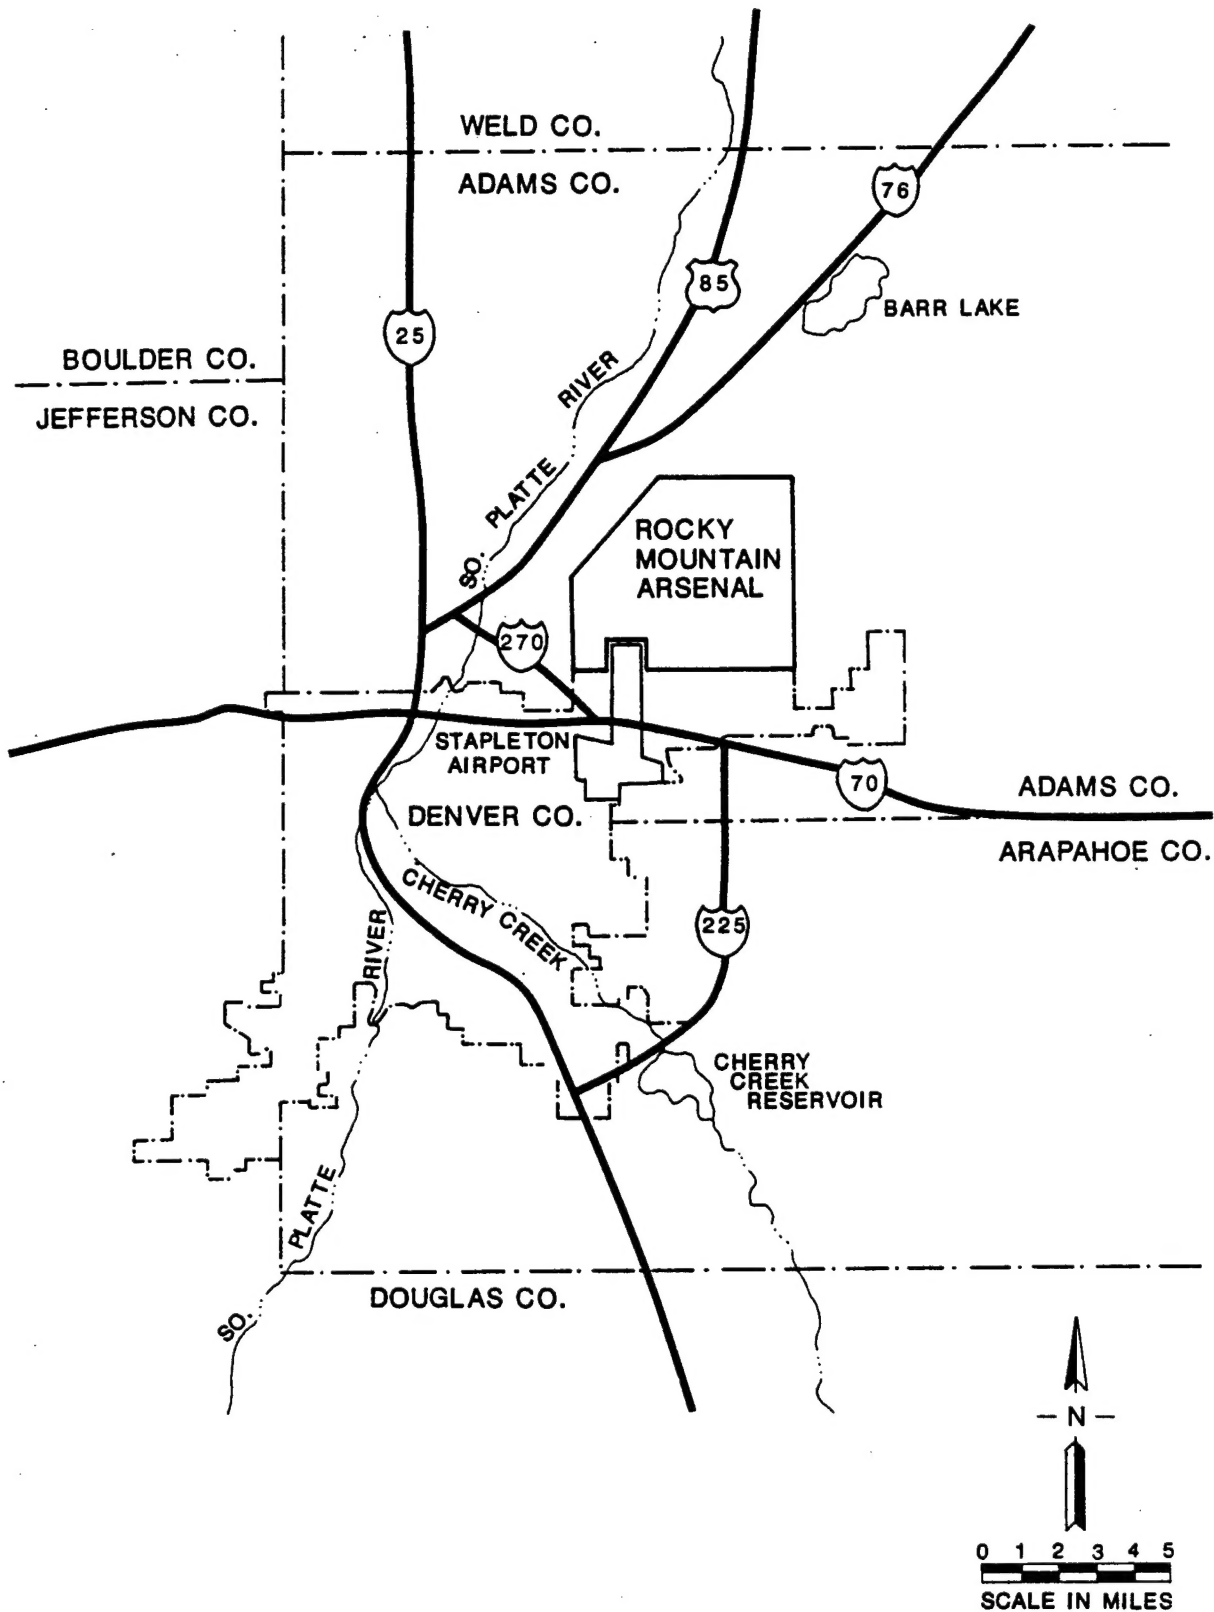 WELD CO.
ADAMS CO.
76
85
BARR LAKE
25
BOULDER CO.
JEFFERSON CO.
SO. PLATTE RIVER
ROCKY
MOUNTAIN
ARSENAL
270
STAPLETON
AIRPORT
70
ADAMS CO.
DENVER CO.
ARAPAHOE CO.
CHERRY CREEK
225
SO. PLATTE RIVER
CHERRY
CREEK
RESERVOIR
DOUGLAS CO.
N
0 1 2 3 4 5
SCALE IN MILES